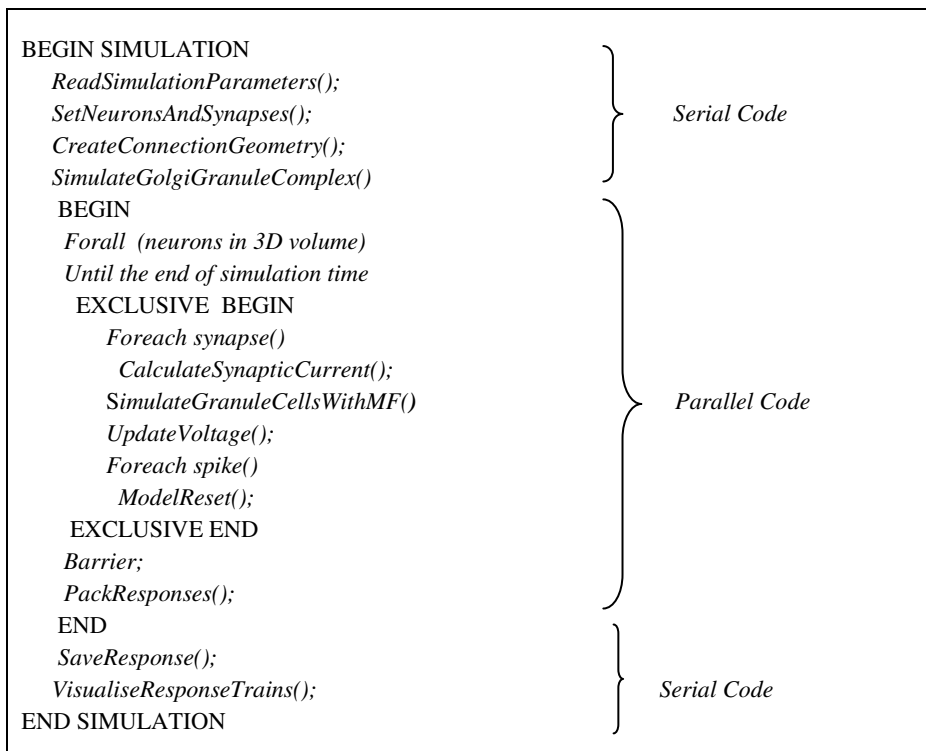 BEGIN SIMULATION
ReadSimulationParameters();
SetNeuronsAndSynapses(); Serial Code
CreateConnectionGeometry();
SimulateGolgiGranuleComplex()
BEGIN
Forall (neurons in 3D volume)
Until the end of simulation time
EXCLUSIVE BEGIN
Foreach synapse()
CalculateSynapticCurrent();
SimulateGranuleCellsWithMF() Parallel Code
UpdateVoltage();
Foreach spike()
ModelReset();
EXCLUSIVE END
Barrier;
PackResponses();
END
SaveResponse();
VisualiseResponseTrains(); Serial Code
END SIMULATION